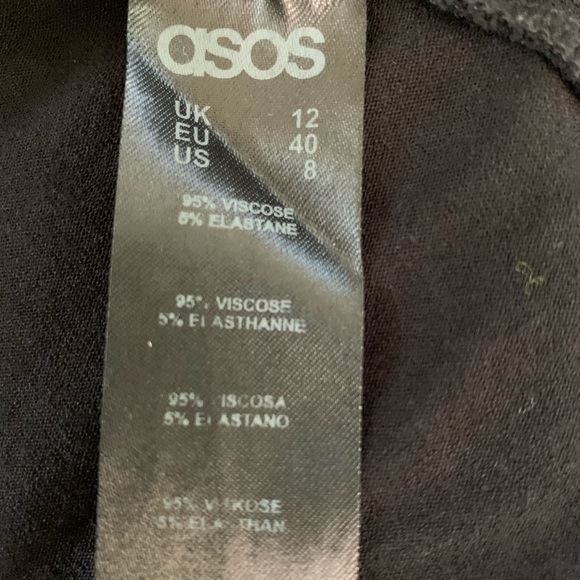 asos
UK 12
EU 40
US 8
95% VISCOSE
5% ELASTANE
95% VISCOSE
5% ELASTHANNE
95% VISCOSA
5% ELASTANO
95% VISKOSE
5% ELASTHAN